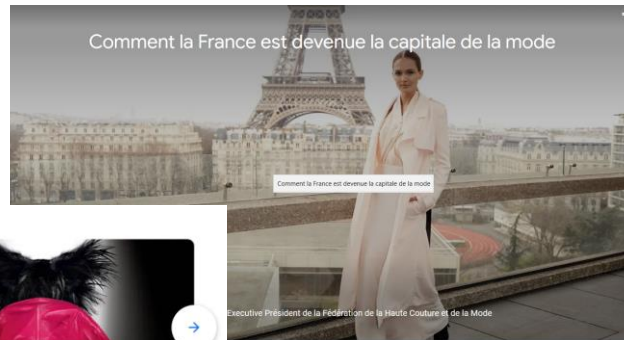 Comment la France est devenue la capitale de la mode
Comment la France est devenue la capitale de la mode
Executive Président de la Fédération de la Haute Couture et de la Mode